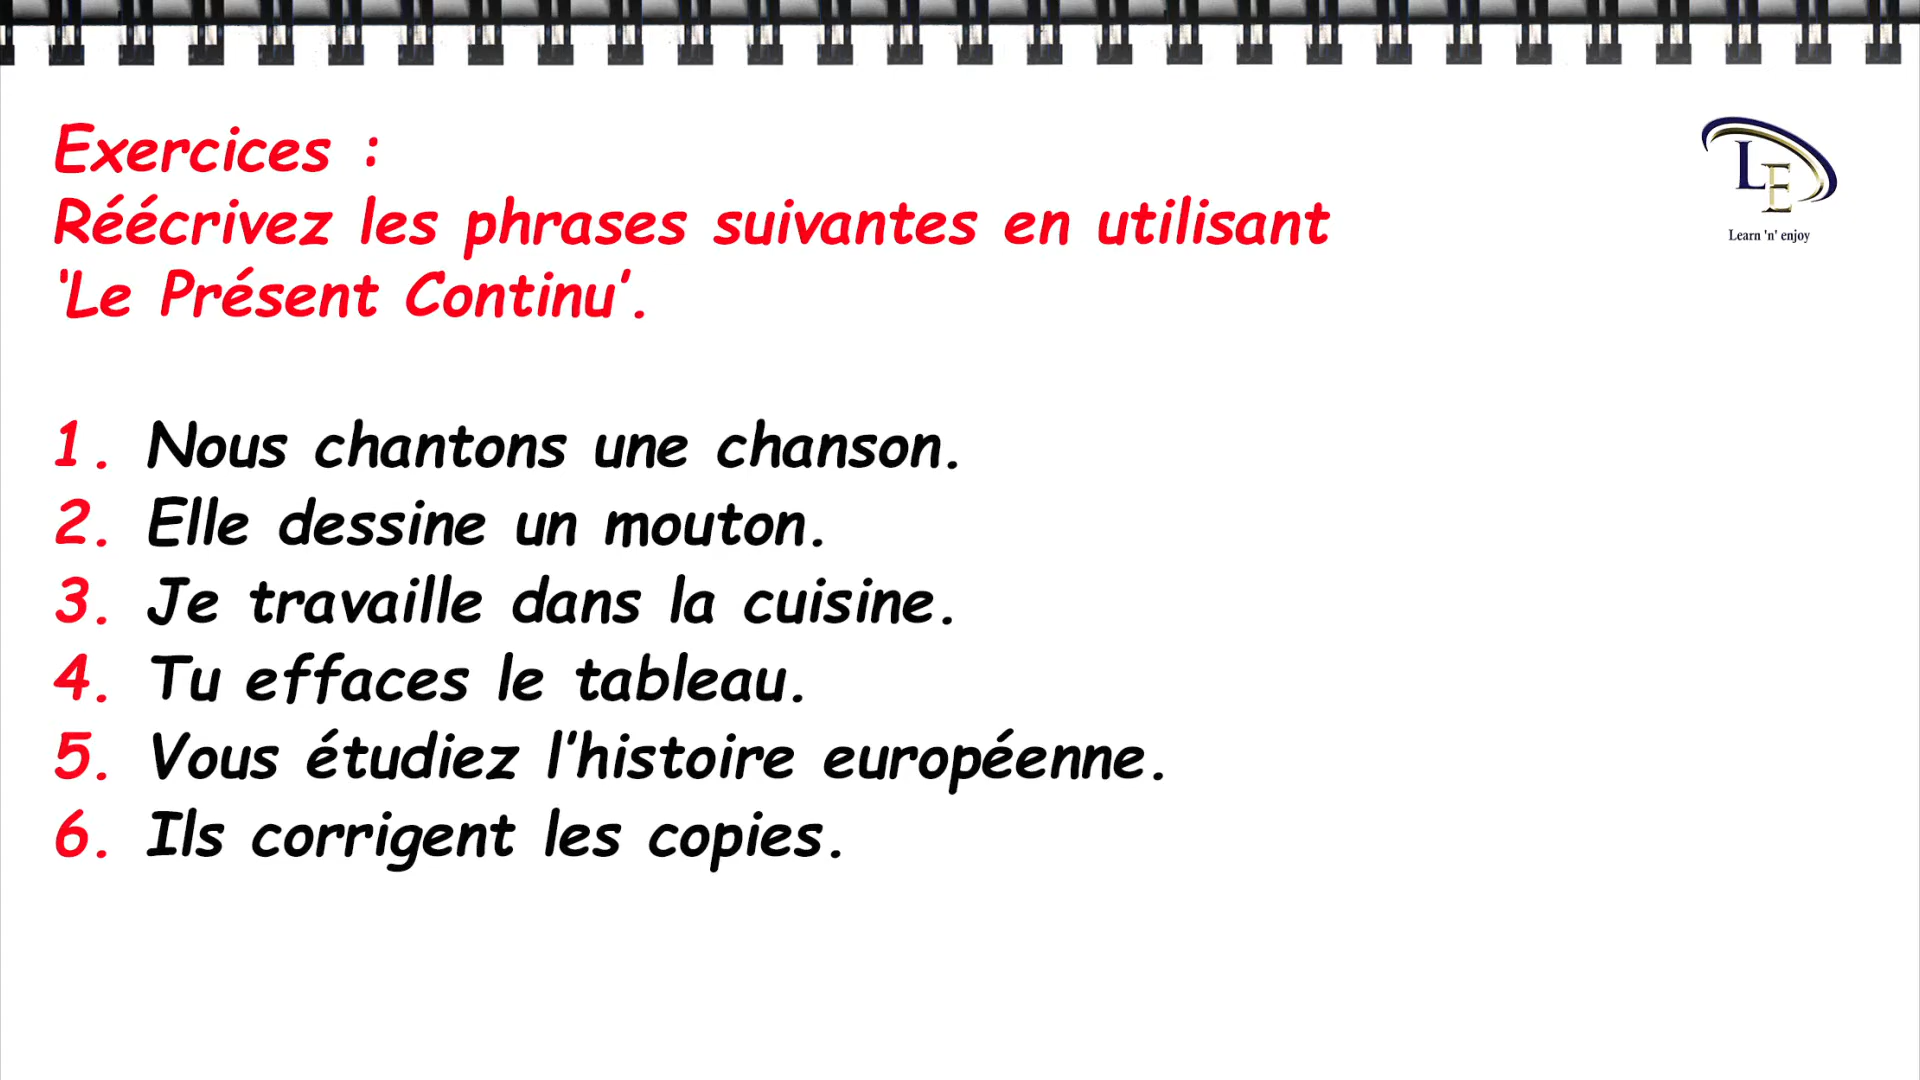 Exercices :
Réécrivez les phrases suivantes en utilisant
‘Le Présent Continu’.
LE
Learn 'n' enjoy
1. Nous chantons une chanson.
2. Elle dessine un mouton.
3. Je travaille dans la cuisine.
4. Tu effaces le tableau.
5. Vous étudiez l’histoire européenne.
6. Ils corrigent les copies.